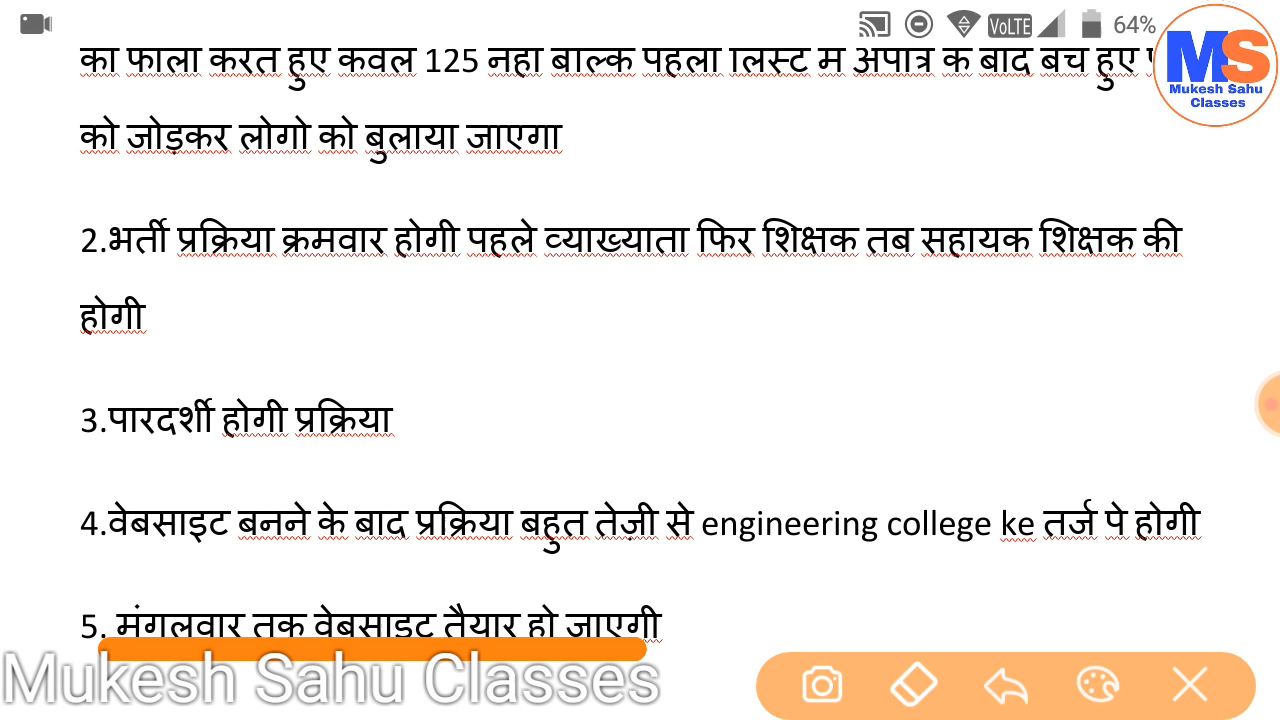 64%
MS
Mukesh Sahu
Classes
को फॉलो करते हुए केवल 125 नहीं बल्कि पहली लिस्ट में अपात्र के बाद बचे हुए
को जोड़कर लोगो को बुलाया जाएगा
2.भर्ती प्रक्रिया क्रमवार होगी पहले व्याख्याता फिर शिक्षक तब सहायक शिक्षक की
होगी
3.पारदर्शी होगी प्रक्रिया
4.वेबसाइट बनने के बाद प्रक्रिया बहुत तेज़ी से engineering college ke तर्ज पे होगी
5. मंगलवार तक वेबसाइट तैयार हो जाएगी
Mukesh Sahu Classes